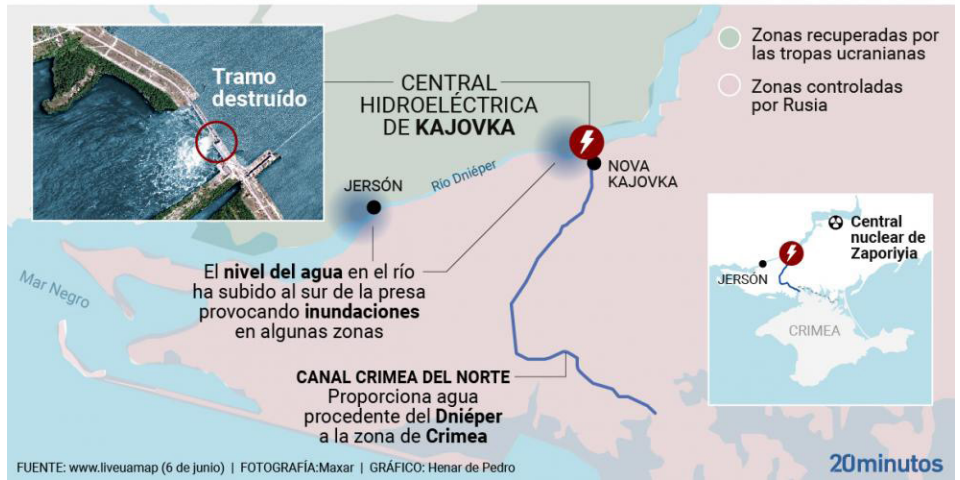 Tramo
destruído
CENTRAL
HIDROELÉCTRICA
DE KAJOVKA
Zonas recuperadas por
las tropas ucranianas
Zonas controladas
por Rusia
JERSÓN
Río Dniéper
NOVA
KAJOVKA
Mar Negro
El nivel del agua en el río
ha subido al sur de la presa
provocando inundaciones
en algunas zonas
CANAL CRIMEA DEL NORTE
Proporciona agua
procedente del Dniéper
a la zona de Crimea
Central
nuclear de
Zaporiyia
JERSÓN
CRIMEA
FUENTE: www.liveuamap (6 de junio) | FOTOGRAFÍA:Maxar | GRÁFICO: Henar de Pedro
20minutos